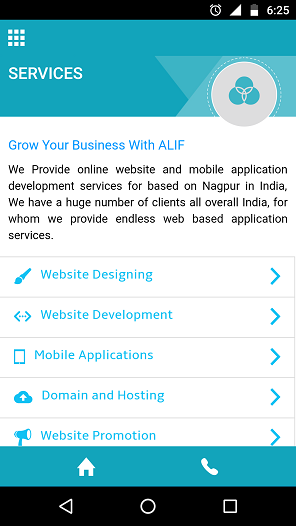 6:25
SERVICES
Grow Your Business With ALIF
We Provide online website and mobile application
development services for based on Nagpur in India,
We have a huge number of clients all overall India, for
whom we provide endless web based application
services.
Website Designing
Website Development
Mobile Applications
Domain and Hosting
Website Promotion